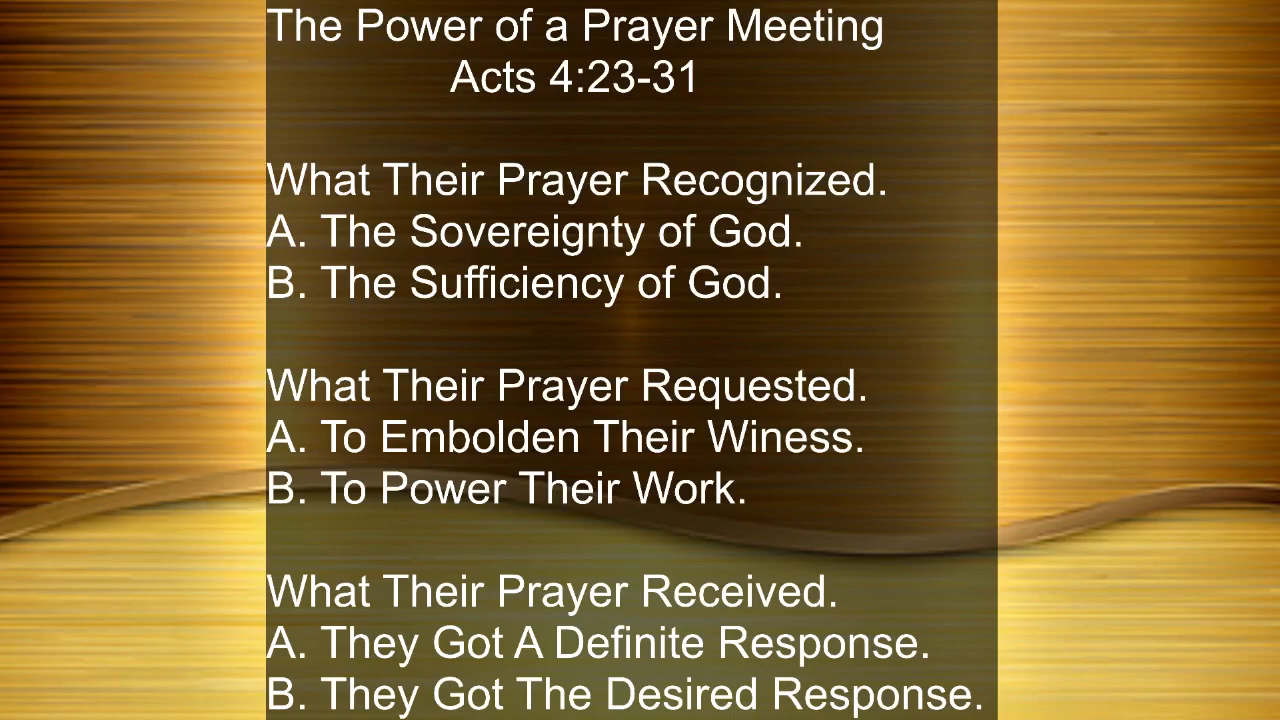 The Power of a Prayer Meeting
Acts 4:23-31
What Their Prayer Recognized.
A. The Sovereignty of God.
B. The Sufficiency of God.
What Their Prayer Requested.
A. To Embolden Their Winess.
B. To Power Their Work.
What Their Prayer Received.
A. They Got A Definite Response.
B. They Got The Desired Response.